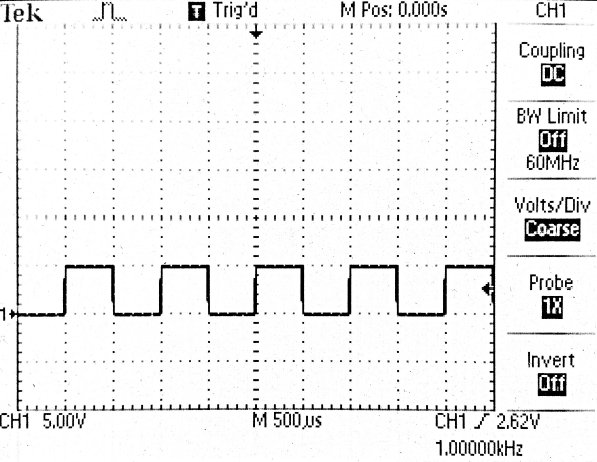 Tek T Trig'd M Pos: 0.000s CH1
Coupling
DC
BW Limit
Off
60MHz
Volts/Div
Coarse
Probe
1X
Invert
Off
1
CH1 5.00V M 500µs CH1 2.62V
1.00000kHz